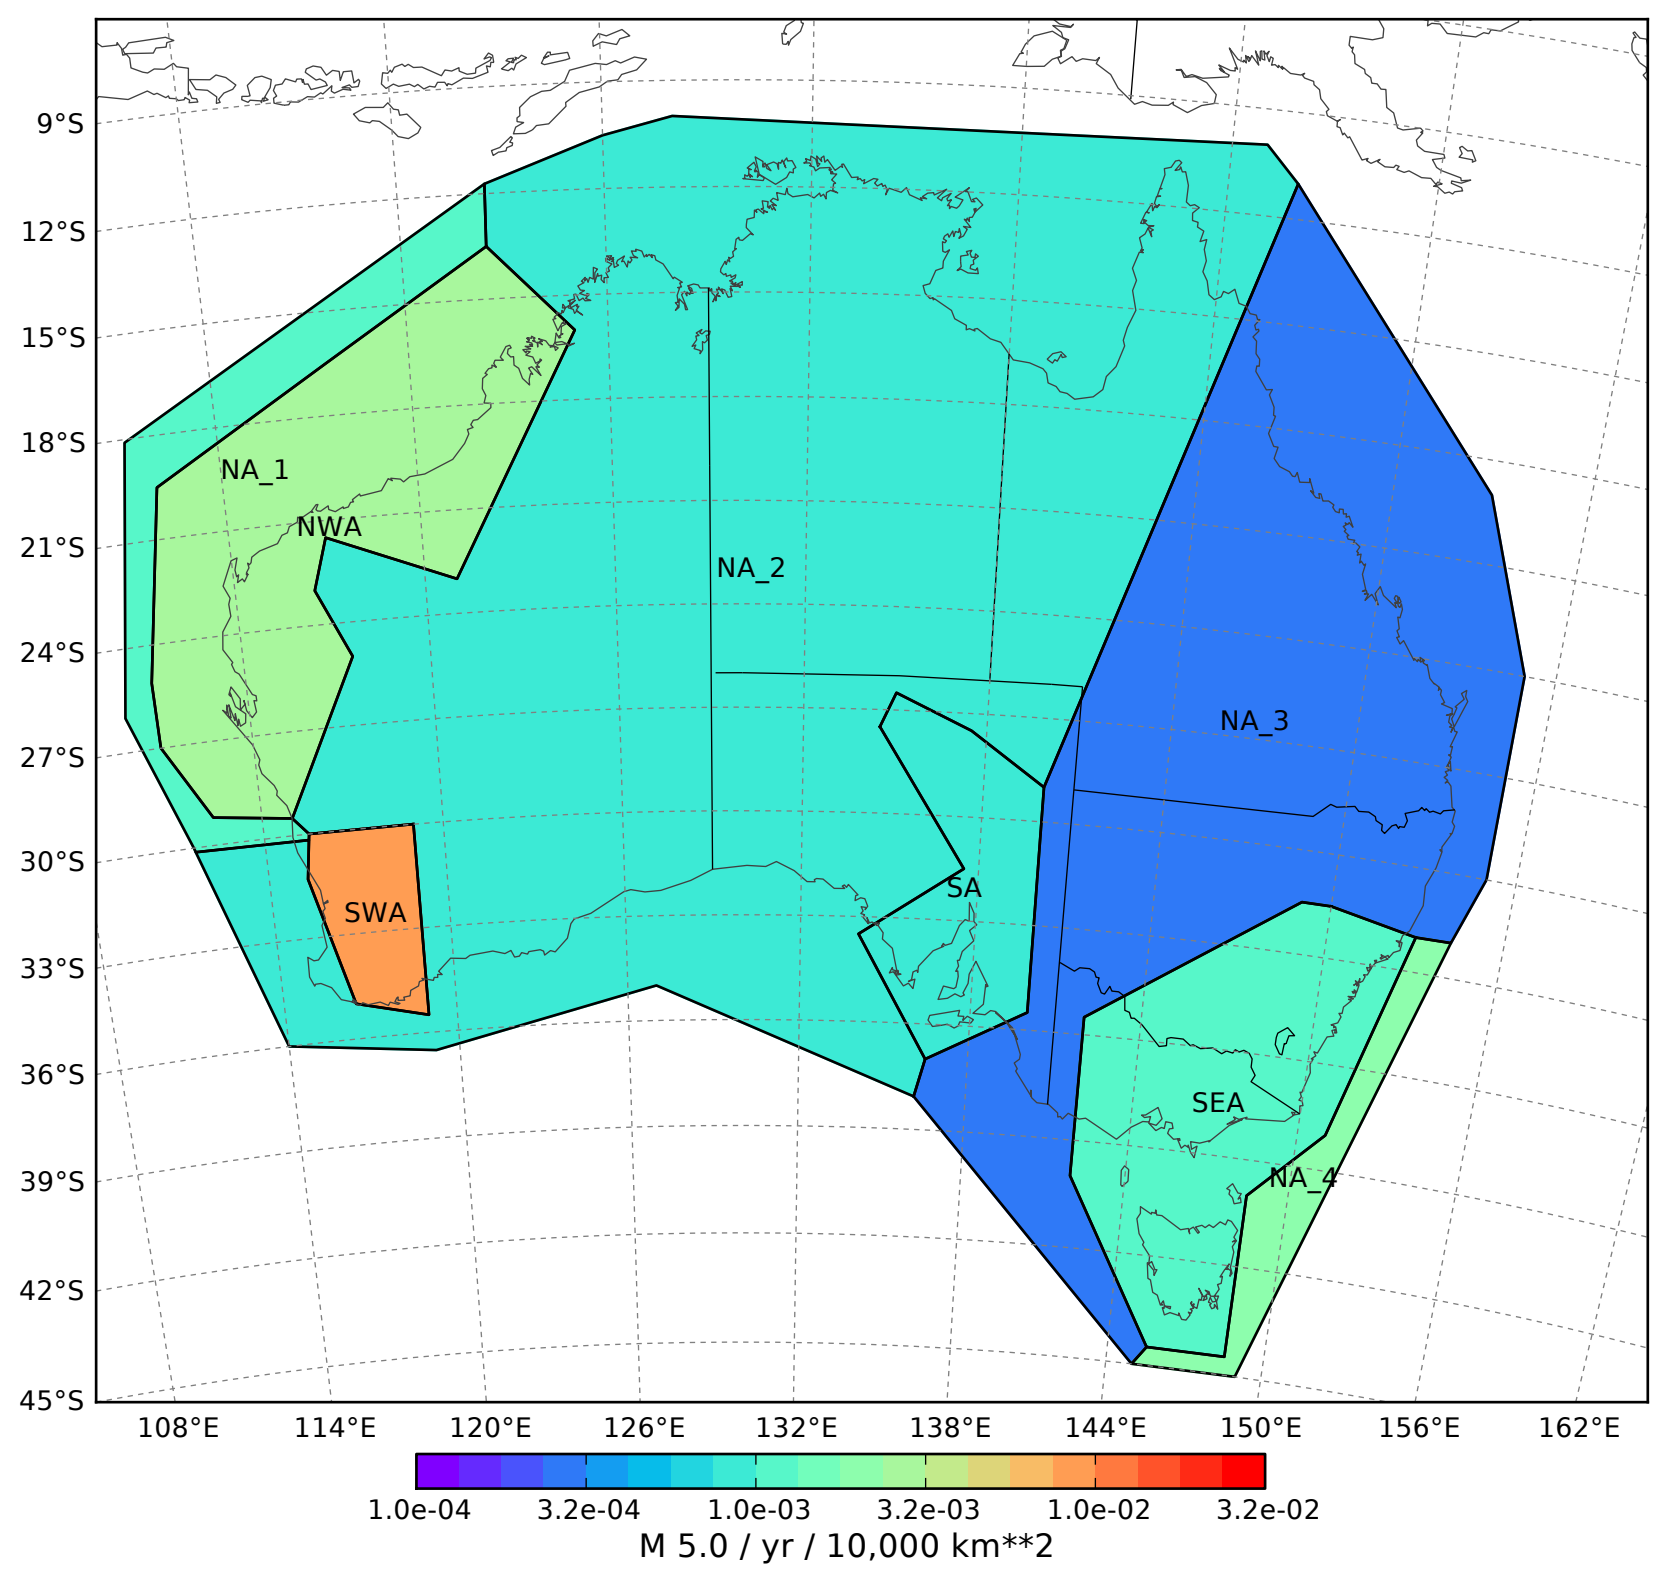 9°S
12°S
15°S
18°S
NA_1
NWA
21°S
NA_2
24°S
NA_3
27°S
30°S
SA
SWA
33°S
36°S
SEA
NA_4
39°S
42°S
45°S
108°E 114°E 120°E 126°E 132°E 138°E 144°E 150°E 156°E 162°E
1.0e-04 3.2e-04 1.0e-03 3.2e-03 1.0e-02 3.2e-02
M 5.0 / yr / 10,000 km**2